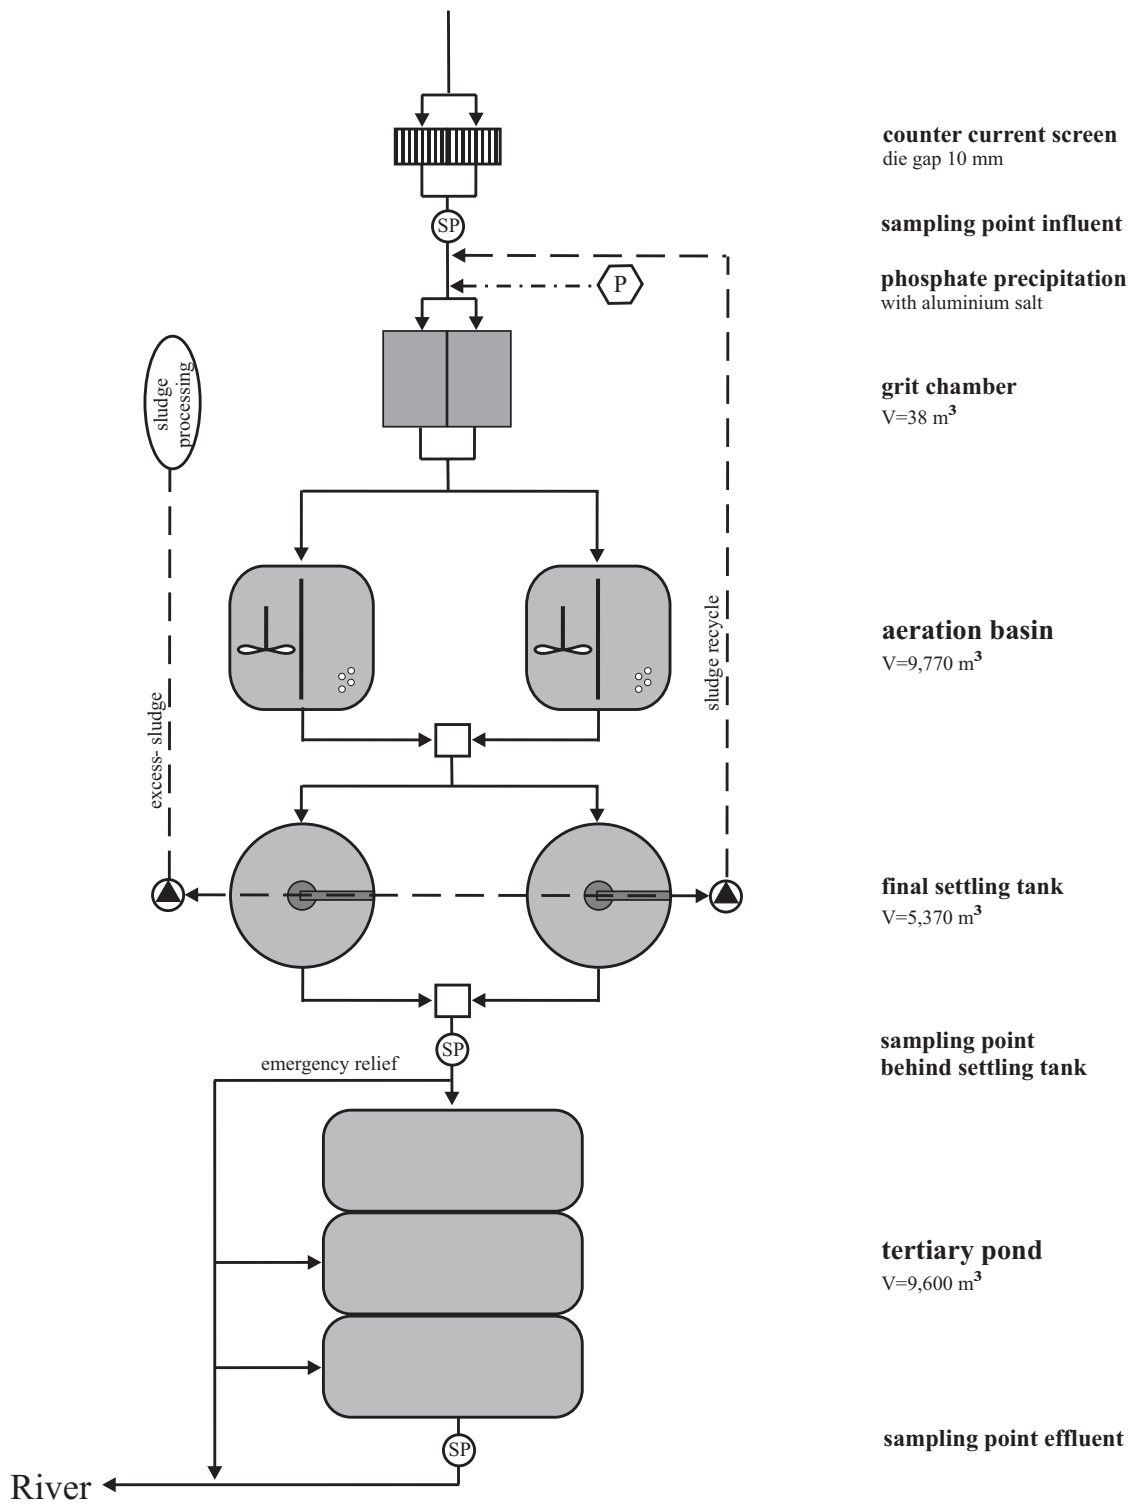 counter current screen
die gap 10 mm
SP
sampling point influent
P
phosphate precipitation
with aluminium salt
sludge
processing
grit chamber
V=38 m³
sludge recycle
aeration basin
V=9,770 m³
excess- sludge
final settling tank
V=5,370 m³
SP
sampling point
behind settling tank
emergency relief
tertiary pond
V=9,600 m³
SP
sampling point effluent
River